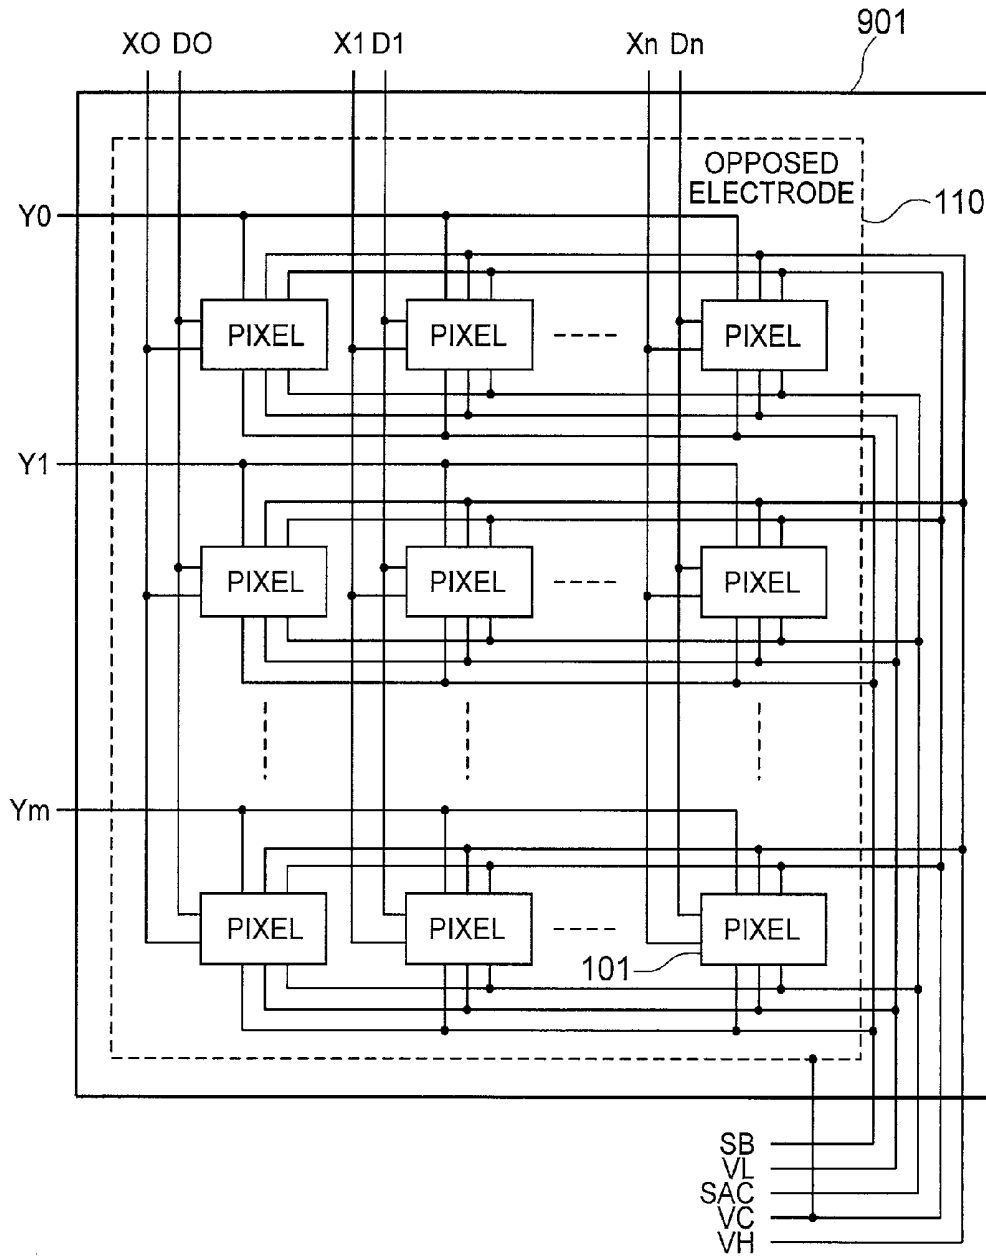 901
XO DO X1 D1 Xn Dn
OPPOSED
ELECTRODE
110
Y0
PIXEL PIXEL PIXEL
Y1
PIXEL PIXEL PIXEL
Ym
PIXEL PIXEL PIXEL
101
SB
VL
SAC
VC
VH